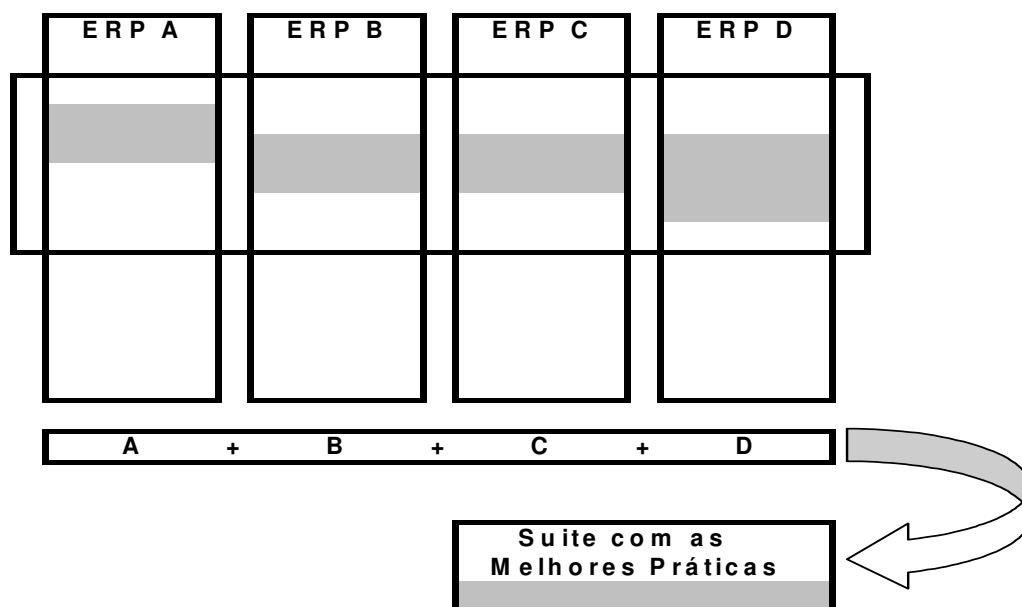 ERP A ERP B ERP C ERP D
A + B + C + D
Suite com as
Melhores Práticas